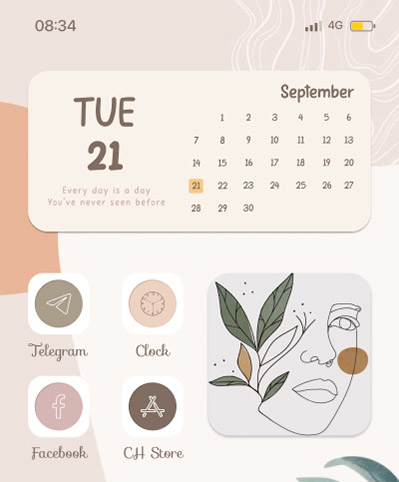 08:34 4G
September
TUE
21
Every day is a day
You've never seen before
1 2 3 4 5 6
7 8 9 10 11 12 13
14 15 16 17 18 19 20
21 22 23 24 25 26 27
28 29 30
Telegram Clock
Facebook CH Store